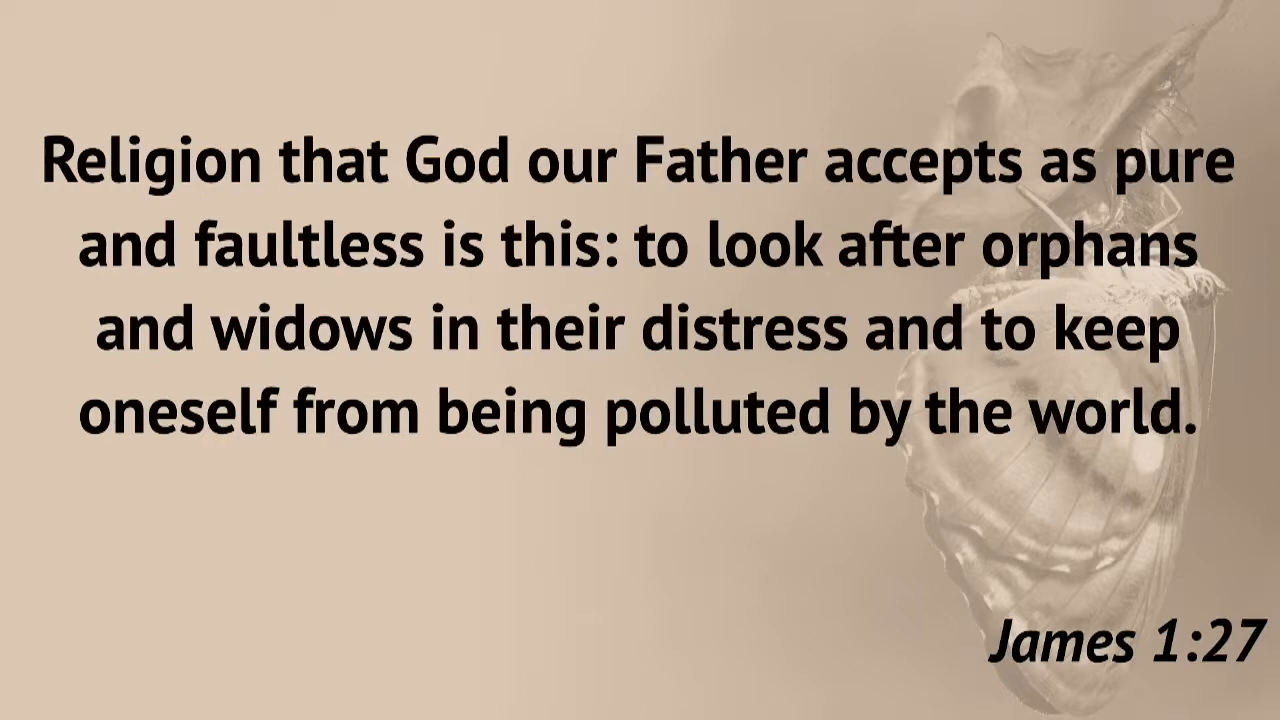 Religion that God our Father accepts as pure
and faultless is this: to look after orphans
and widows in their distress and to keep
oneself from being polluted by the world.
James 1:27